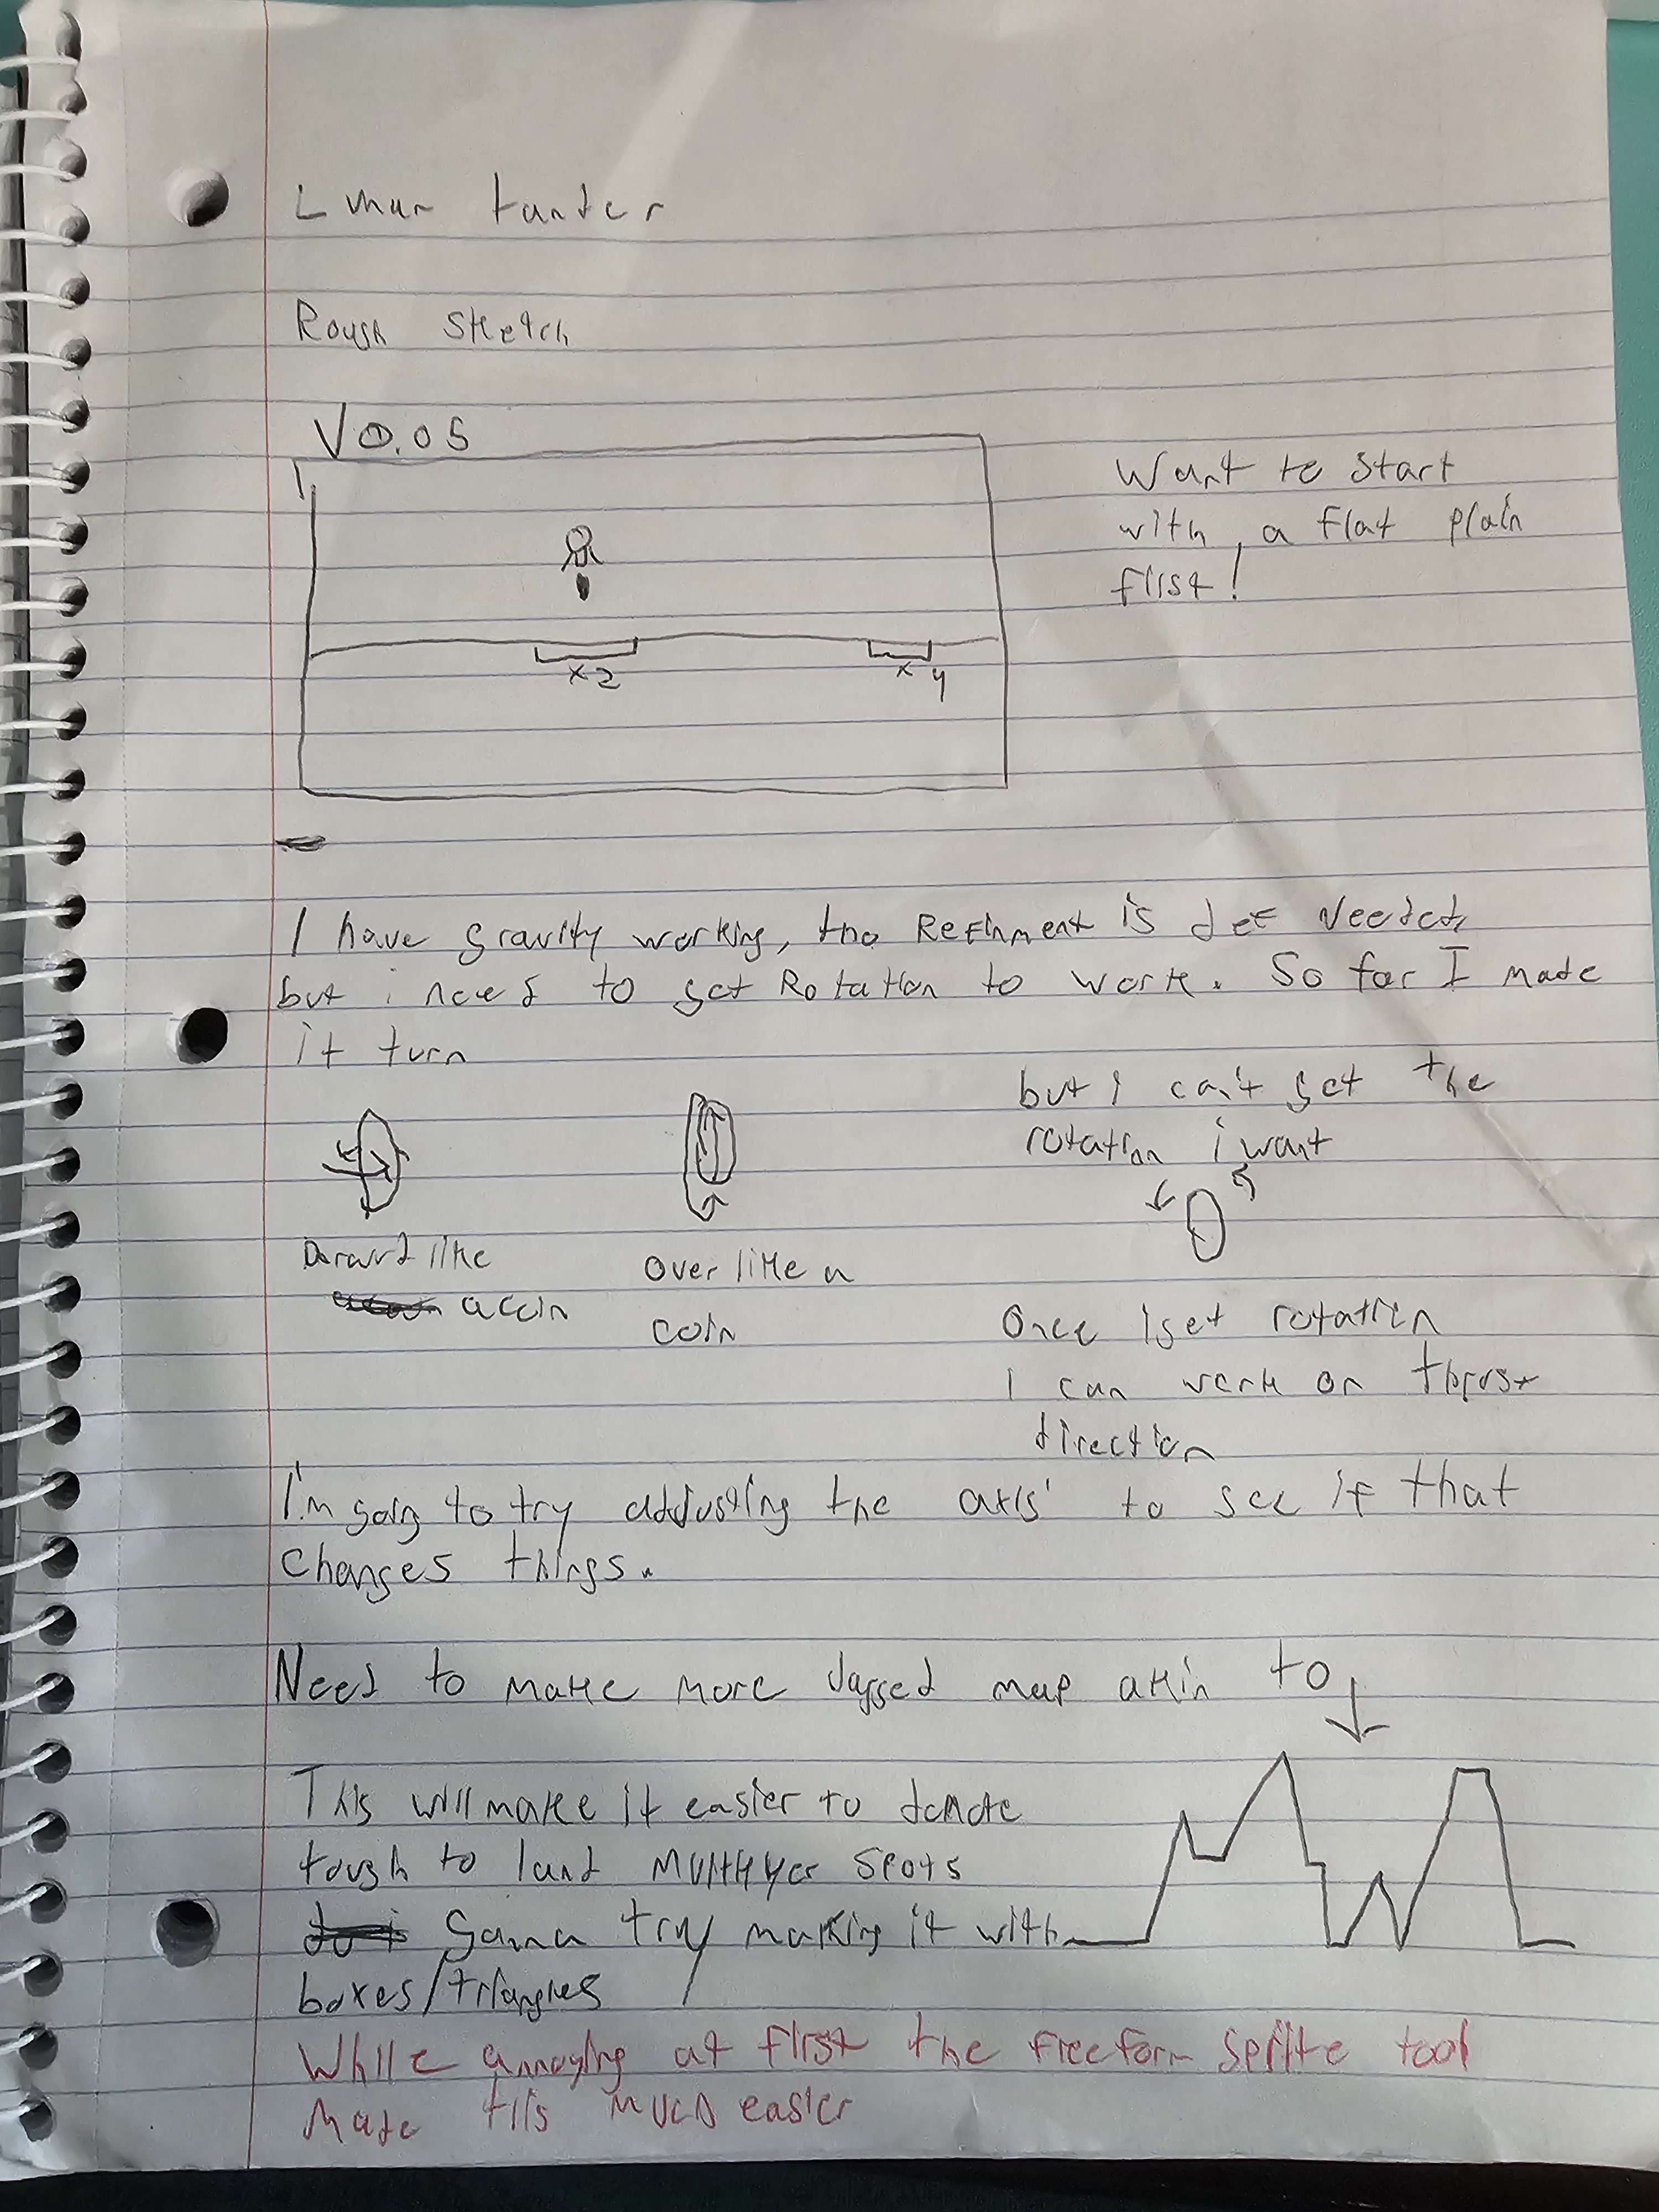 Lunar Lander
Rough Sketch
V0.05
Want to start
with a flat plain
first!
x2
x4
I have gravity working, tho Refinment is def Needed,
but i need to get Rotation to work. So far I made
it turn
but i can't get the
rotation i want
Around like
a coin
Over like a
coin
Once I get rotation
I can work on thrust
direction
I'm going to try adjusting the axis' to see if that
changes things.
Need to make more Jagged map akin to
This will make it easier to denote
tough to land Multiplyer Spots
Gonna try making it with
boxes/triangles
While annoying at first the freeform Sprite tool
Made this much easier